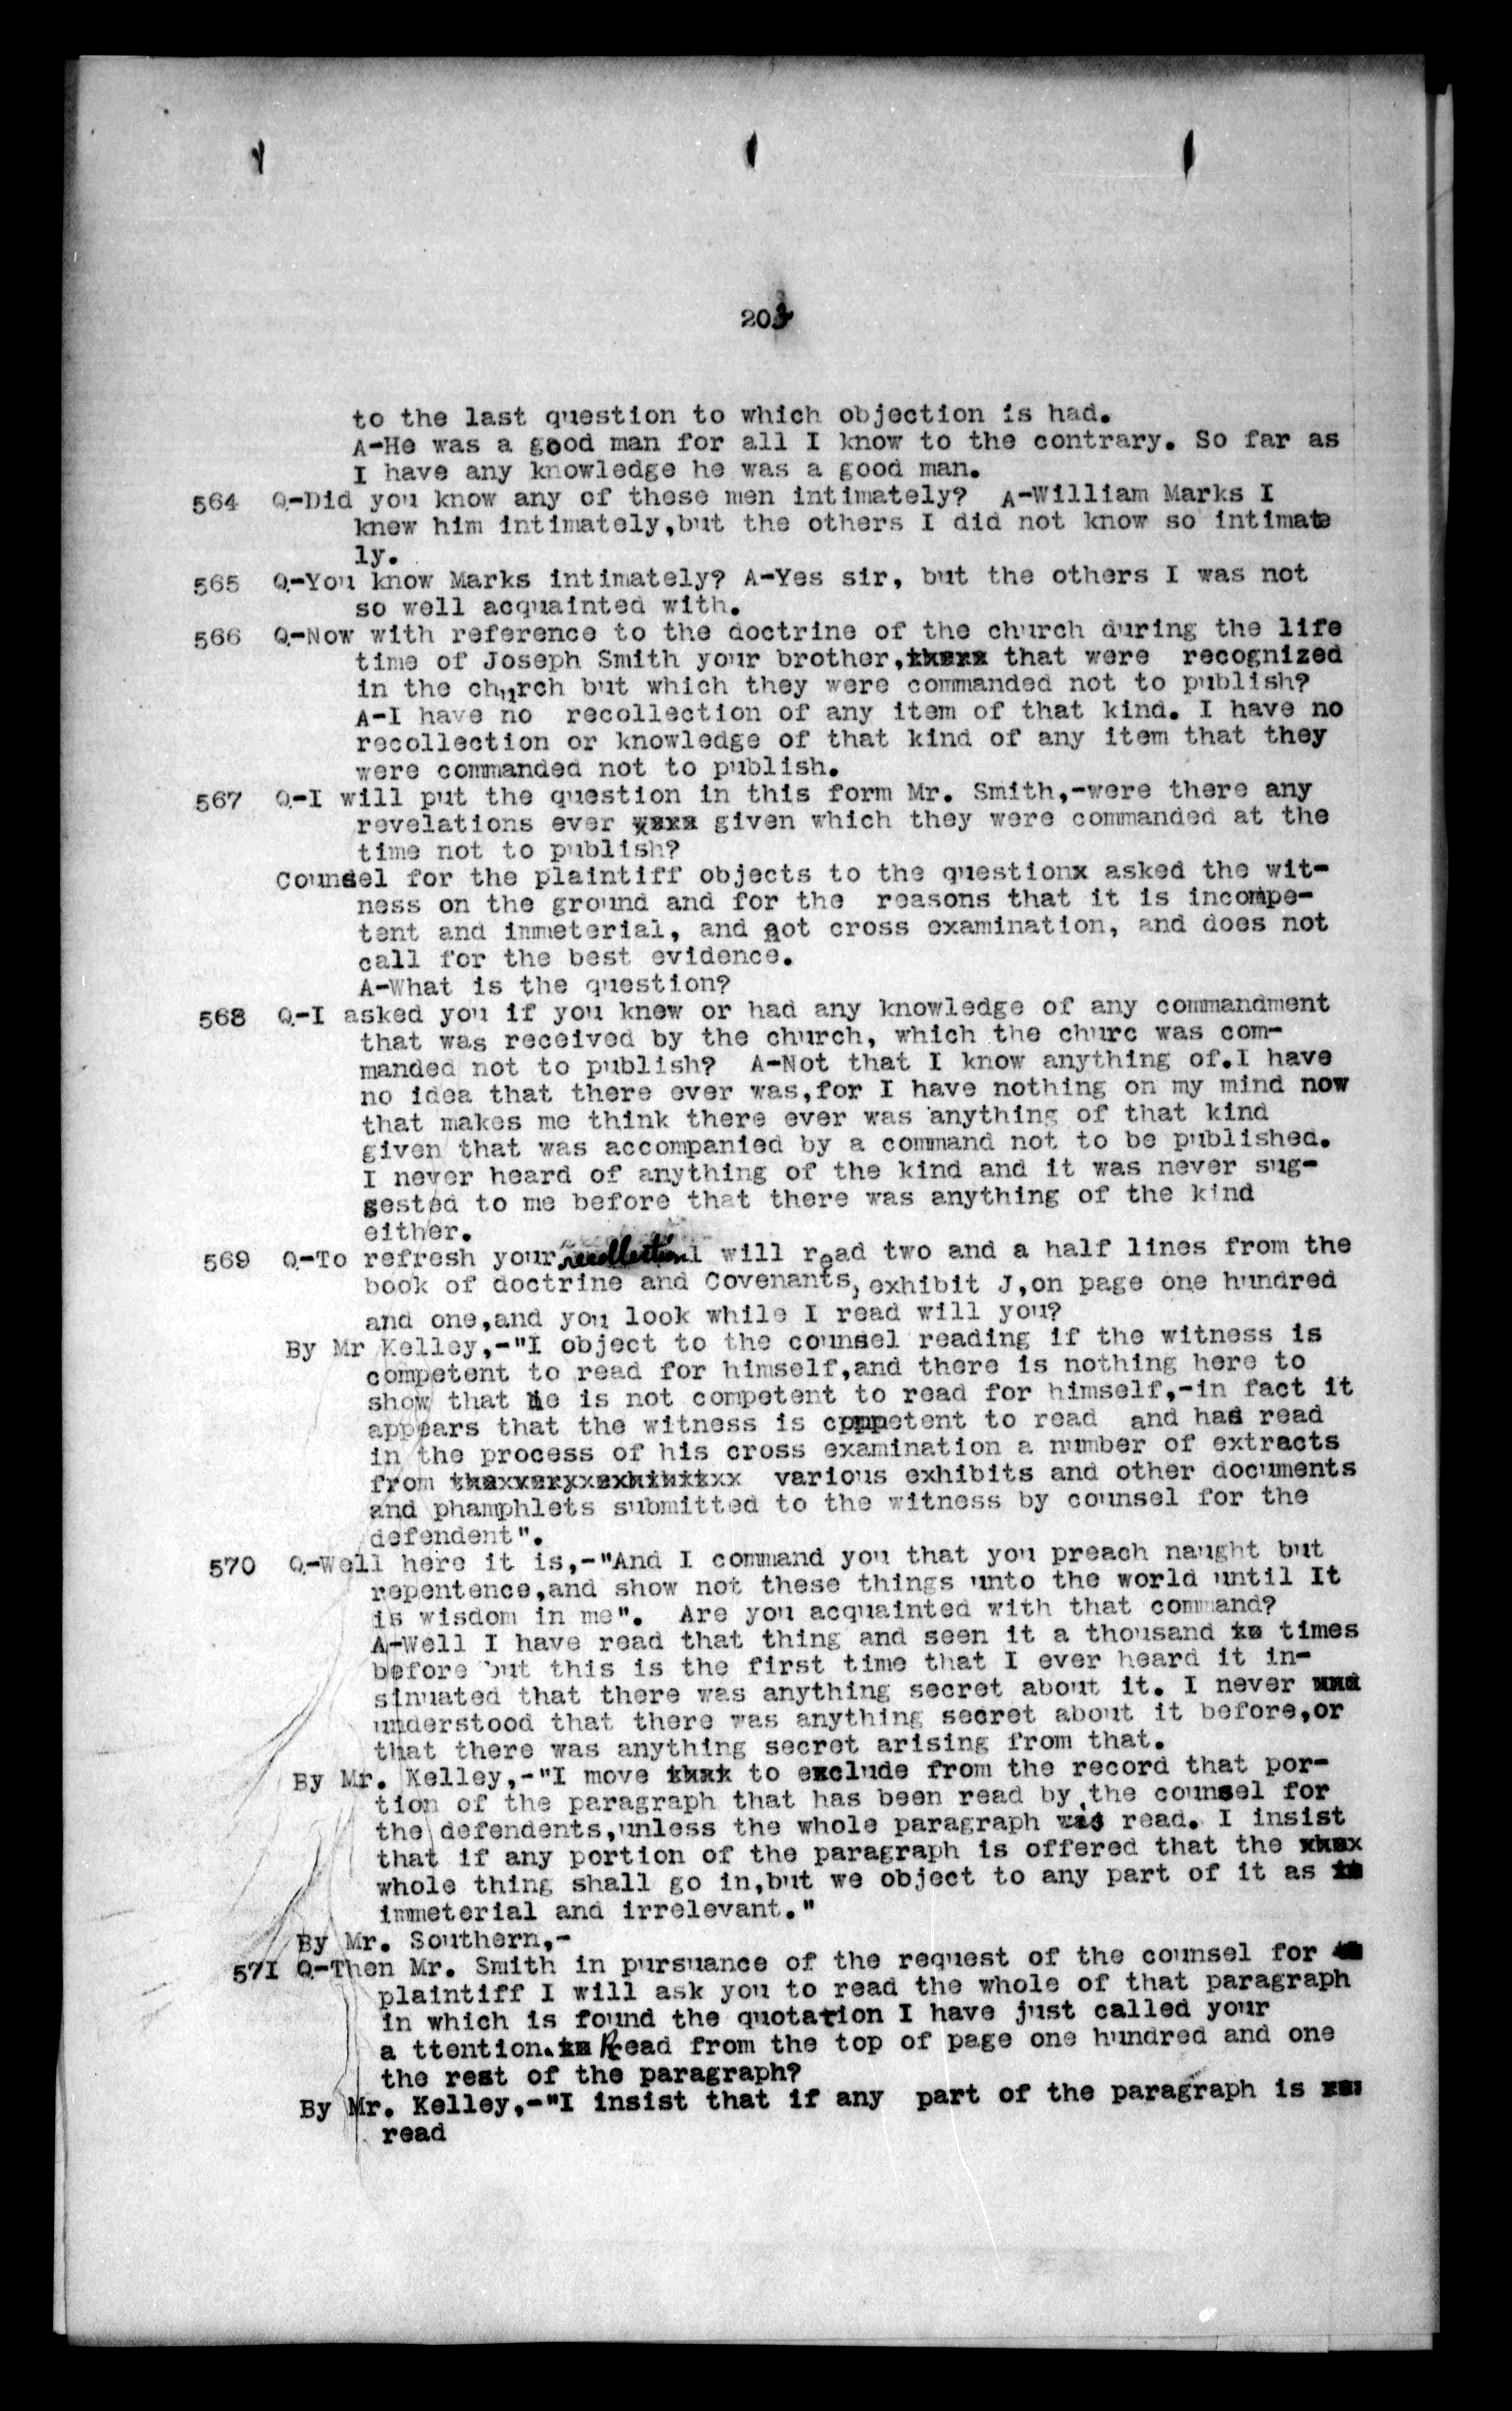 203
to the last question to which objection is had.
A-He was a good man for all I know to the contrary. So far as
I have any knowledge he was a good man.
564 Q-Did you know any of these men intimately? A-William Marks I
knew him intimately,but the others I did not know so intimate
ly.
565 Q-You know Marks intimately? A-Yes sir, but the others I was not
so well acquainted with.
566 Q-Now with reference to the doctrine of the church during the life
time of Joseph Smith your brother, that were recognized
in the church but which they were commanded not to publish?
A-I have no recollection of any item of that kind. I have no
recollection or knowledge of that kind of any item that they
were commanded not to publish.
567 Q-I will put the question in this form Mr. Smith,-were there any
revelations ever given which they were commanded at the
time not to publish?
Counsel for the plaintiff objects to the questionx asked the wit-
ness on the ground and for the reasons that it is incompe-
tent and immeterial, and not cross examination, and does not
call for the best evidence.
A-What is the question?
568 Q-I asked you if you knew or had any knowledge of any commandment
that was received by the church, which the churc was com-
manded not to publish? A-Not that I know anything of.I have
no idea that there ever was,for I have nothing on my mind now
that makes me think there ever was anything of that kind
given that was accompanied by a command not to be published.
I never heard of anything of the kind and it was never sug-
gested to me before that there was anything of the kind
either.
569 Q-To refresh your recollection I will read two and a half lines from the
book of doctrine and Covenants, exhibit J,on page one hundred
and one,and you look while I read will you?
By Mr Kelley,-"I object to the counsel reading if the witness is
competent to read for himself,and there is nothing here to
show that he is not competent to read for himself,-in fact it
appears that the witness is competent to read and has read
in the process of his cross examination a number of extracts
from various exhibits and other documents
and phamphlets submitted to the witness by counsel for the
defendent".
570 Q-Well here it is,-"And I command you that you preach naught but
repentence,and show not these things unto the world until It
is wisdom in me". Are you acquainted with that command?
A-Well I have read that thing and seen it a thousand times
before but this is the first time that I ever heard it in-
sinuated that there was anything secret about it. I never
understood that there was anything secret about it before,or
that there was anything secret arising from that.
By Mr. Kelley,-"I move to exclude from the record that por-
tion of the paragraph that has been read by the counsel for
the defendents,unless the whole paragraph was read. I insist
that if any portion of the paragraph is offered that the
whole thing shall go in,but we object to any part of it as
immeterial and irrelevant."
By Mr. Southern,-
571 Q-Then Mr. Smith in pursuance of the request of the counsel for
plaintiff I will ask you to read the whole of that paragraph
in which is found the quotation I have just called your
a ttention. Read from the top of page one hundred and one
the rest of the paragraph?
By Mr. Kelley,-"I insist that if any part of the paragraph is
read